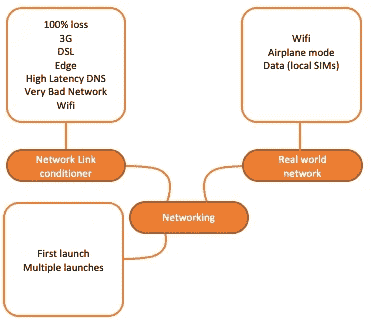 100% loss
3G
DSL
Edge
High Latency DNS
Very Bad Network
Wifi
Wifi
Airplane mode
Data (local SIMs)
Network Link
conditioner
Real world
network
Networking
First launch
Multiple launches